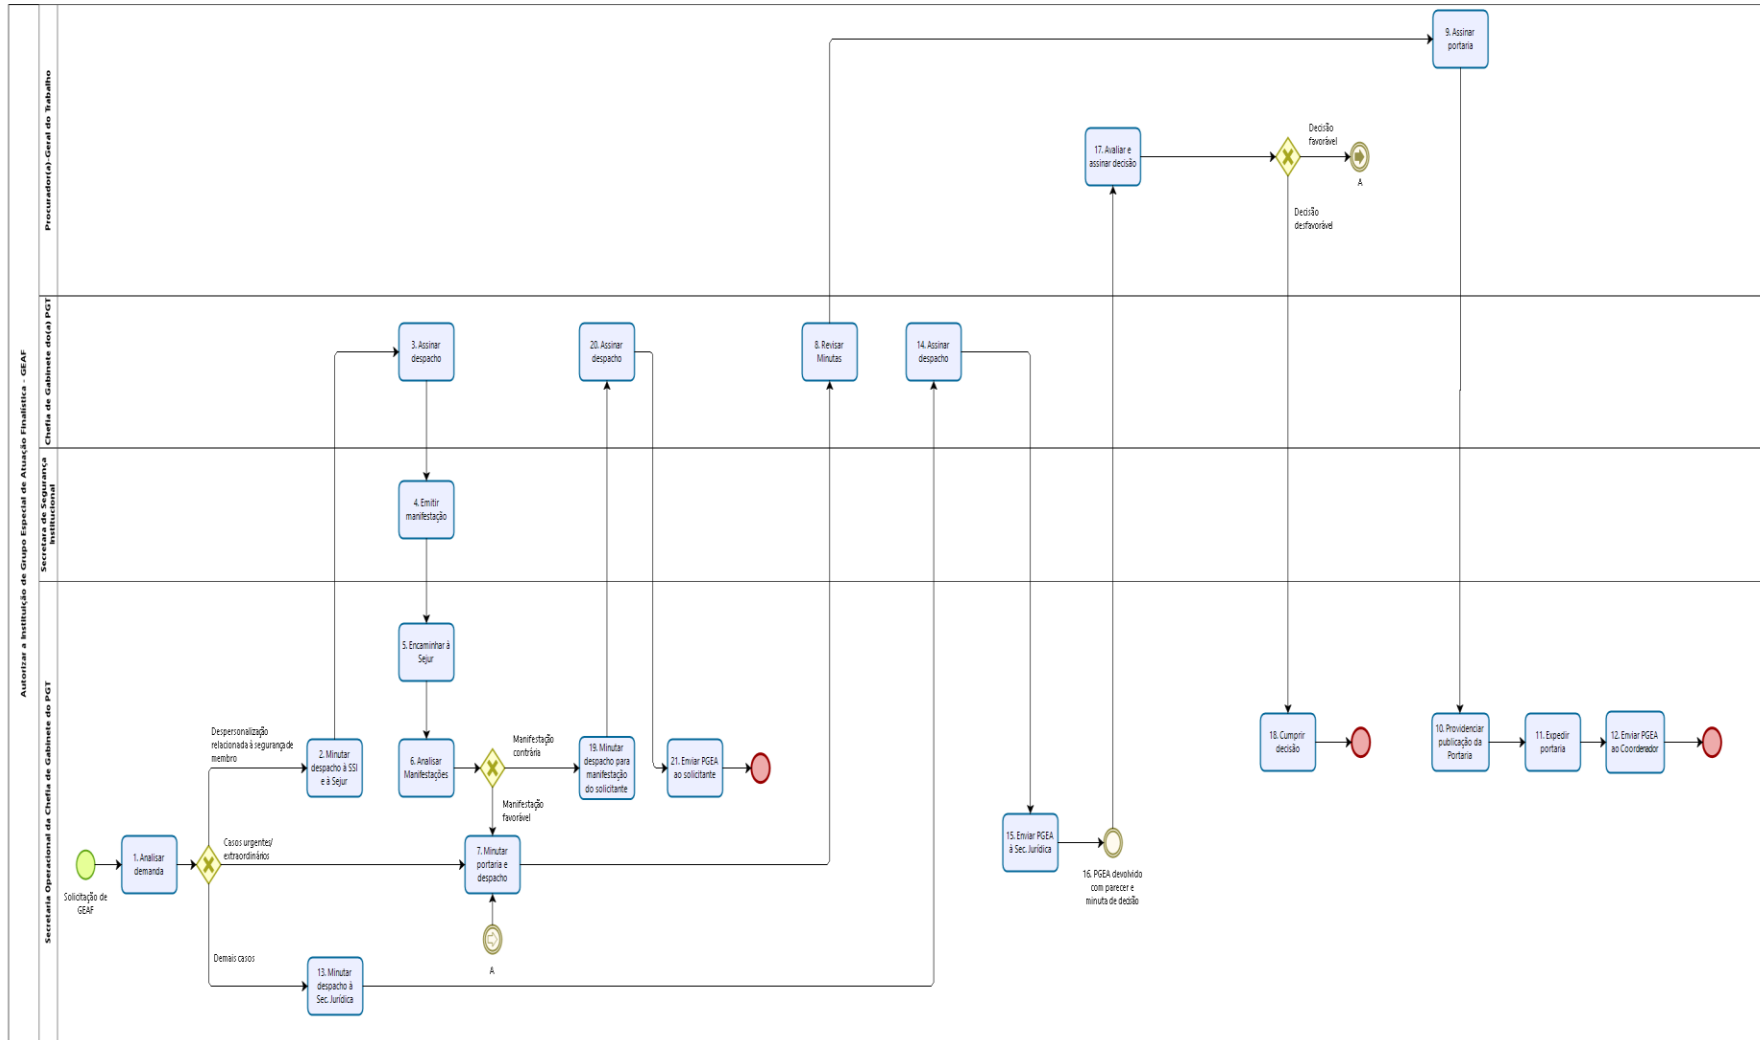 Autorizar a Instituição de Grupo Especial de Atuação Finalística - GEAF
Procurador(a)-Geral do Trabalho
9. Assinar
portaria
17. Avaliar e
assinar decisão
Decisão
favorável
A
Decisão
desfavorável
Chefia de Gabinete do(a) PGT
3. Assinar
despacho
20. Assinar
despacho
8. Revisar
Minutas
14. Assinar
despacho
Secretara de Segurança
Institucional
4. Emitir
manifestação
Secretaria Operacional da Chefia de Gabinete do PGT
5. Encaminhar à
Sejur
Despersonalização
relacionada à segurança de
membro
2. Minutar
despacho à SSI
e à Sejur
6. Analisar
Manifestações
Manifestação
contrária
19. Minutar
despacho para
manifestação
do solicitante
21. Enviar PGEA
ao solicitante
18. Cumprir
decisão
10. Providenciar
publicação da
Portaria
11. Expedir
portaria
12. Enviar PGEA
ao Coordenador
Manifestação
favorável
Solicitação de
GEAF
1. Analisar
demanda
Casos urgentes/
extraordinários
7. Minutar
portaria e
despacho
15. Enviar PGEA
à Sec. Jurídica
16. PGEA devolvido
com parecer e
minuta de decisão
A
Demais casos
13. Minutar
despacho à
Sec. Jurídica